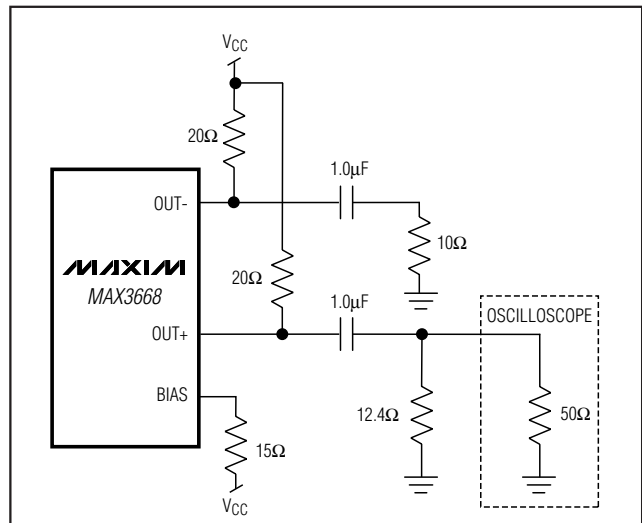 VCC
20Ω
1.0µF
OUT-
10Ω
MAXIM
MAX3668
20Ω
1.0µF
OUT+
OSCILLOSCOPE
BIAS
12.4Ω
50Ω
15Ω
VCC